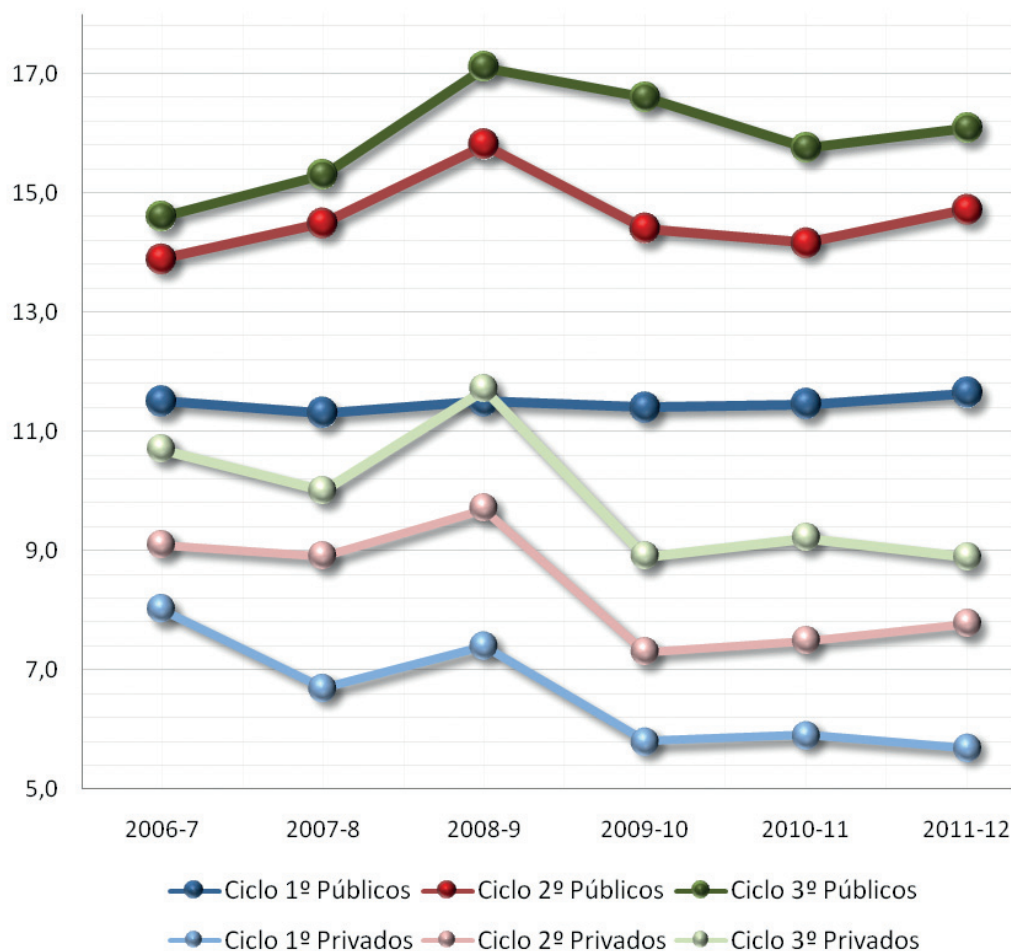 17,0
15,0
13,0
11,0
9,0
7,0
5,0
2006-7 2007-8 2008-9 2009-10 2010-11 2011-12
Ciclo 1º Públicos Ciclo 2º Públicos Ciclo 3º Públicos
Ciclo 1º Privados Ciclo 2º Privados Ciclo 3º Privados